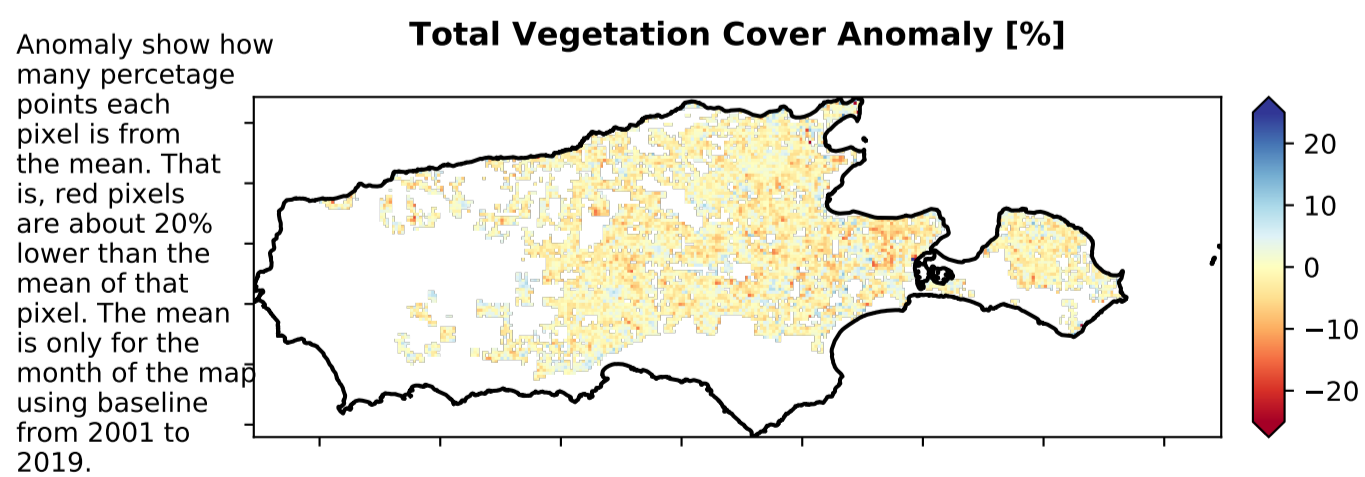 Total Vegetation Cover Anomaly [%]
Anomaly show how
many percetage
points each
pixel is from
the mean. That
is, red pixels
are about 20%
lower than the
mean of that
pixel. The mean
is only for the
month of the map
using baseline
from 2001 to
2019.
20
10
0
−10
−20